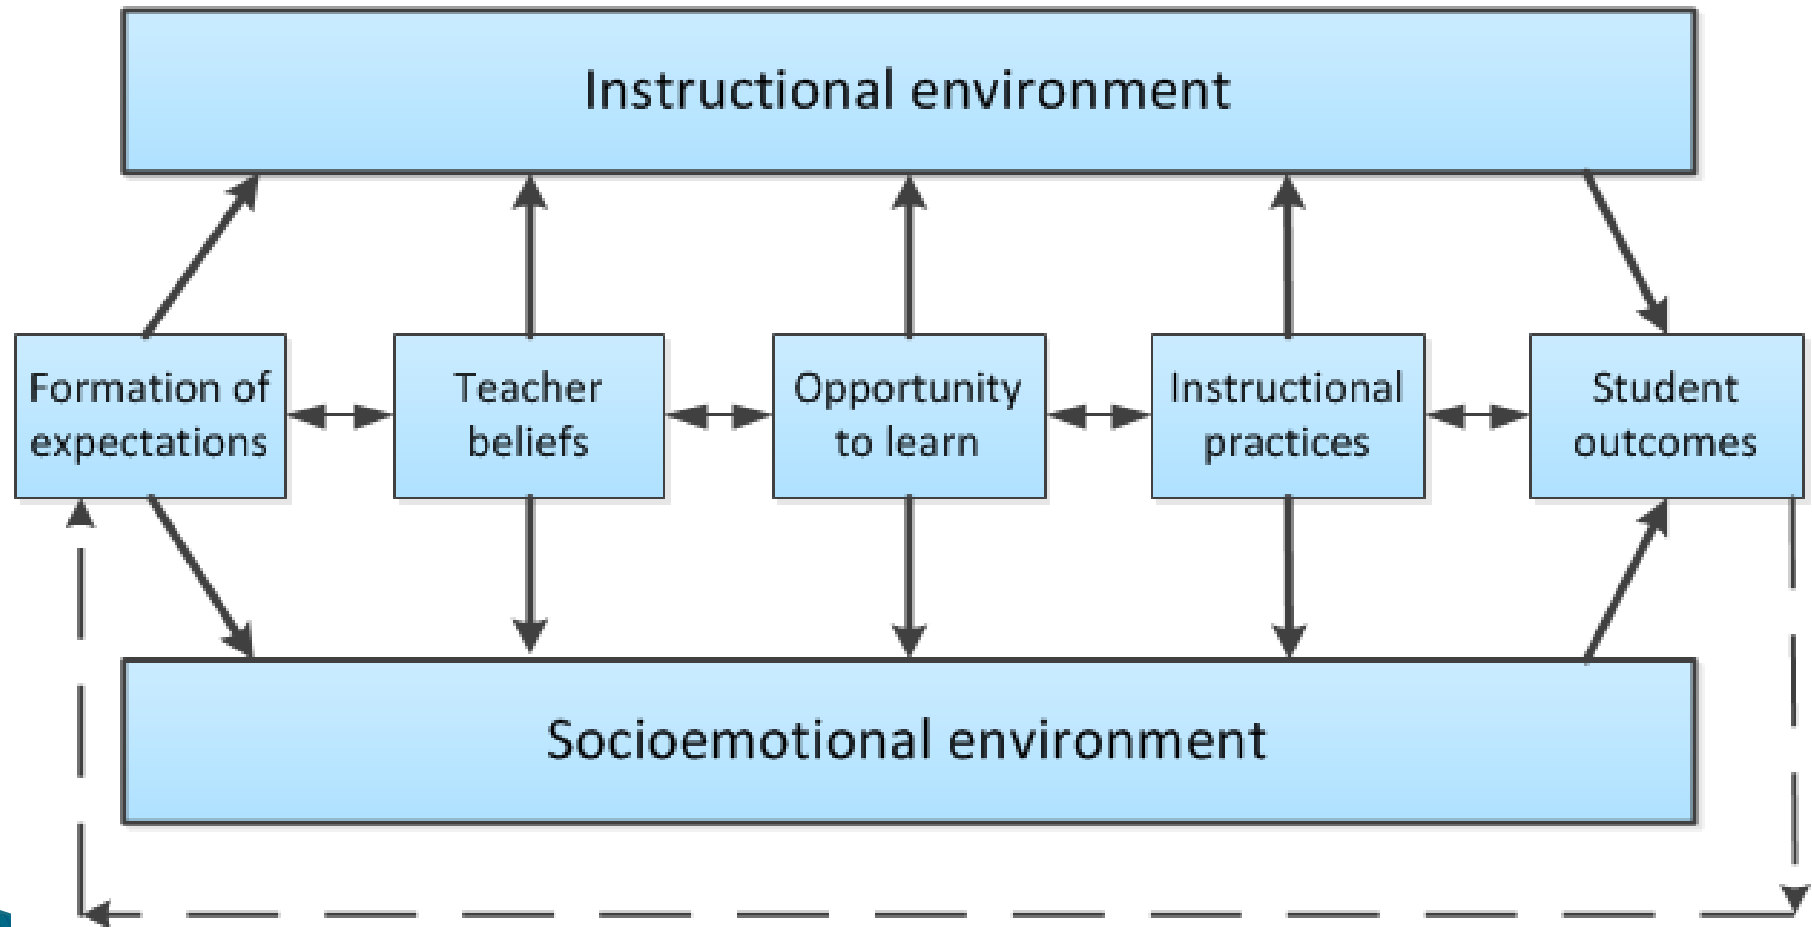 Instructional environment
Formation of
expectations
Teacher
beliefs
Opportunity
to learn
Instructional
practices
Student
outcomes
Socioemotional environment